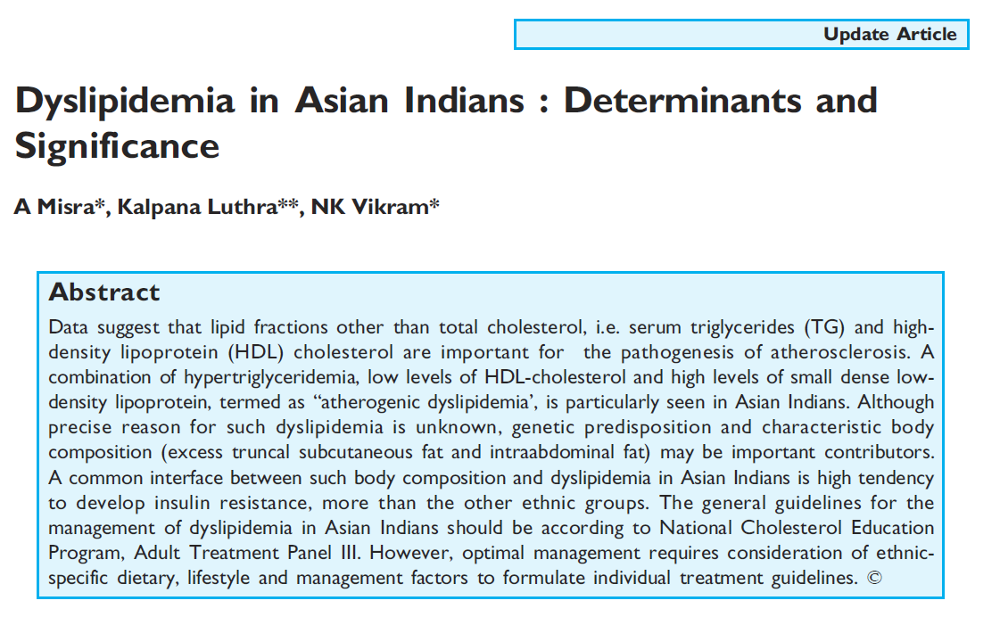 Update Article
Dyslipidemia in Asian Indians : Determinants and
Significance
A Misra*, Kalpana Luthra**, NK Vikram*
Abstract
Data suggest that lipid fractions other than total cholesterol, i.e. serum triglycerides (TG) and high-
density lipoprotein (HDL) cholesterol are important for the pathogenesis of atherosclerosis. A
combination of hypertriglyceridemia, low levels of HDL-cholesterol and high levels of small dense low-
density lipoprotein, termed as “atherogenic dyslipidemia’, is particularly seen in Asian Indians. Although
precise reason for such dyslipidemia is unknown, genetic predisposition and characteristic body
composition (excess truncal subcutaneous fat and intraabdominal fat) may be important contributors.
A common interface between such body composition and dyslipidemia in Asian Indians is high tendency
to develop insulin resistance, more than the other ethnic groups. The general guidelines for the
management of dyslipidemia in Asian Indians should be according to National Cholesterol Education
Program, Adult Treatment Panel III. However, optimal management requires consideration of ethnic-
specific dietary, lifestyle and management factors to formulate individual treatment guidelines. ©